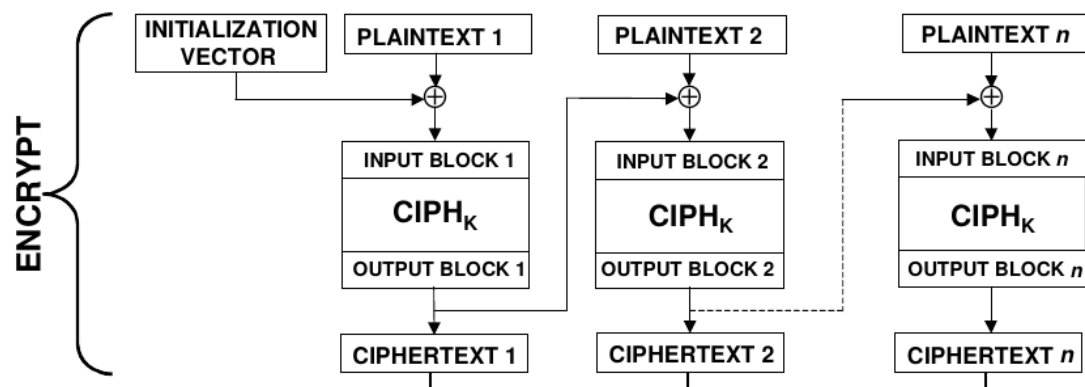 ENCRYPT
INITIALIZATION
VECTOR
PLAINTEXT 1
PLAINTEXT 2
PLAINTEXT n
INPUT BLOCK 1
INPUT BLOCK 2
INPUT BLOCK n
CIPHK
CIPHK
CIPHK
OUTPUT BLOCK 1
OUTPUT BLOCK 2
OUTPUT BLOCK n
CIPHERTEXT 1
CIPHERTEXT 2
CIPHERTEXT n